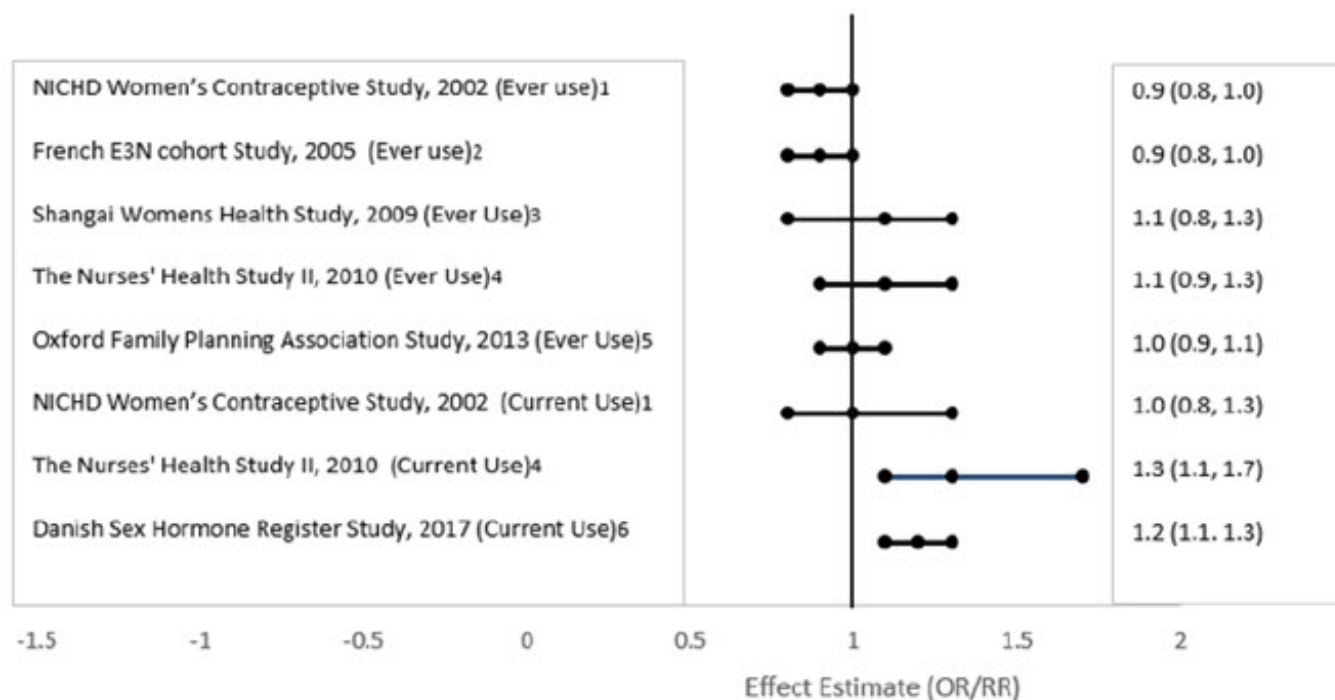 NICHD Women’s Contraceptive Study, 2002 (Ever use)1 0.9 (0.8, 1.0)
French E3N cohort Study, 2005 (Ever use)2 0.9 (0.8, 1.0)
Shangai Womens Health Study, 2009 (Ever Use)3 1.1 (0.8, 1.3)
The Nurses' Health Study II, 2010 (Ever Use)4 1.1 (0.9, 1.3)
Oxford Family Planning Association Study, 2013 (Ever Use)5 1.0 (0.9, 1.1)
NICHD Women’s Contraceptive Study, 2002 (Current Use)1 1.0 (0.8, 1.3)
The Nurses' Health Study II, 2010 (Current Use)4 1.3 (1.1, 1.7)
Danish Sex Hormone Register Study, 2017 (Current Use)6 1.2 (1.1. 1.3)
-1.5 -1 -0.5 0 0.5 1 1.5 2
Effect Estimate (OR/RR)